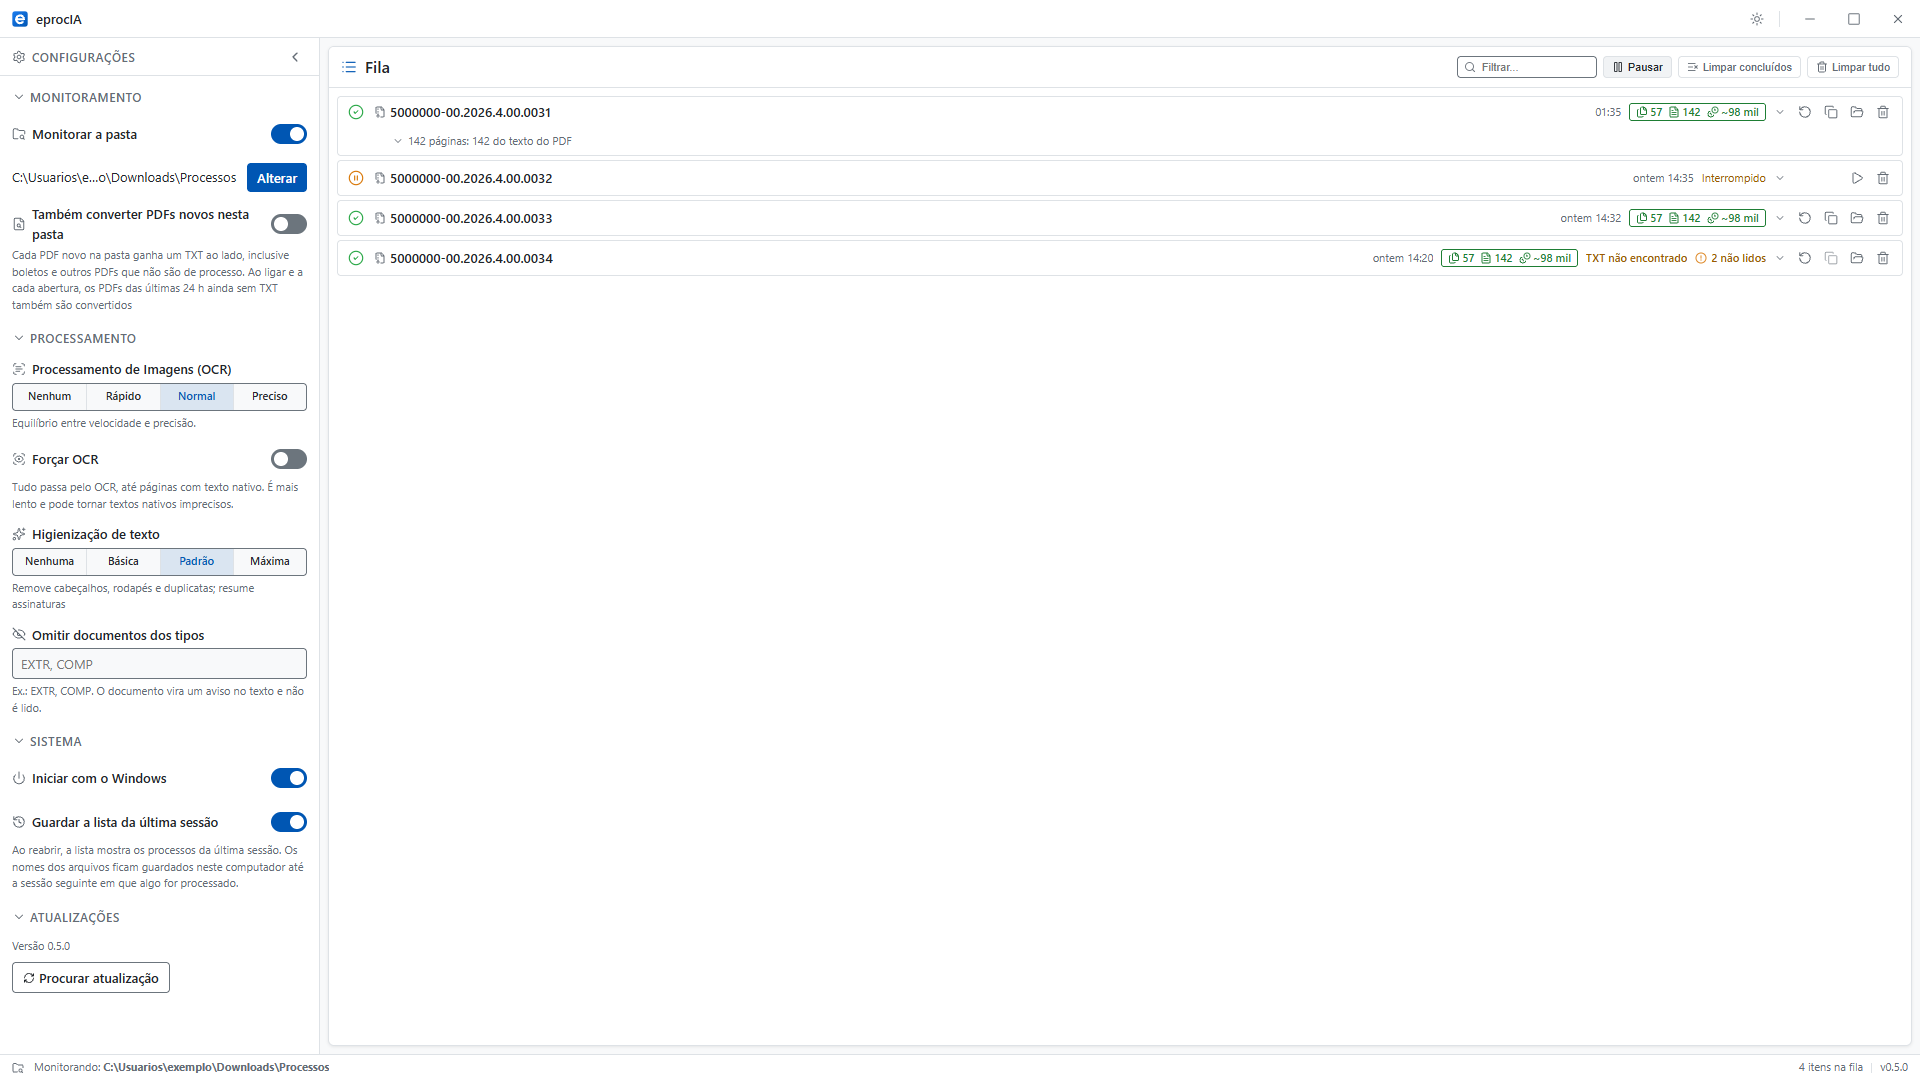 eprocIA
CONFIGURAÇÕES
MONITORAMENTO
Monitorar a pasta
C:\Usuarios\e...o\Downloads\Processos
Alterar
Também converter PDFs novos nesta
pasta
Cada PDF novo na pasta ganha um TXT ao lado, inclusive
boletos e outros PDFs que não são de processo. Ao ligar e a
cada abertura, os PDFs das últimas 24 h ainda sem TXT
também são convertidos
PROCESSAMENTO
Processamento de Imagens (OCR)
Nenhum Rápido Normal Preciso
Equilíbrio entre velocidade e precisão.
Forçar OCR
Tudo passa pelo OCR, até páginas com texto nativo. É mais
lento e pode tornar textos nativos imprecisos.
Higienização de texto
Nenhuma Básica Padrão Máxima
Remove cabeçalhos, rodapés e duplicatas; resume
assinaturas
Omitir documentos dos tipos
EXTR, COMP
Ex.: EXTR, COMP. O documento vira um aviso no texto e não
é lido.
SISTEMA
Iniciar com o Windows
Guardar a lista da última sessão
Ao reabrir, a lista mostra os processos da última sessão. Os
nomes dos arquivos ficam guardados neste computador até
a sessão seguinte em que algo for processado.
ATUALIZAÇÕES
Versão 0.5.0
Procurar atualização
Fila
Filtrar...
Pausar
Limpar concluídos
Limpar tudo
5000000-00.2026.4.00.0031 01:35 57 142 ~98 mil
142 páginas: 142 do texto do PDF
5000000-00.2026.4.00.0032 ontem 14:35 Interrompido
5000000-00.2026.4.00.0033 ontem 14:32 57 142 ~98 mil
5000000-00.2026.4.00.0034 ontem 14:20 57 142 ~98 mil TXT não encontrado 2 não lidos
Monitorando: C:\Usuarios\exemplo\Downloads\Processos
4 itens na fila v0.5.0